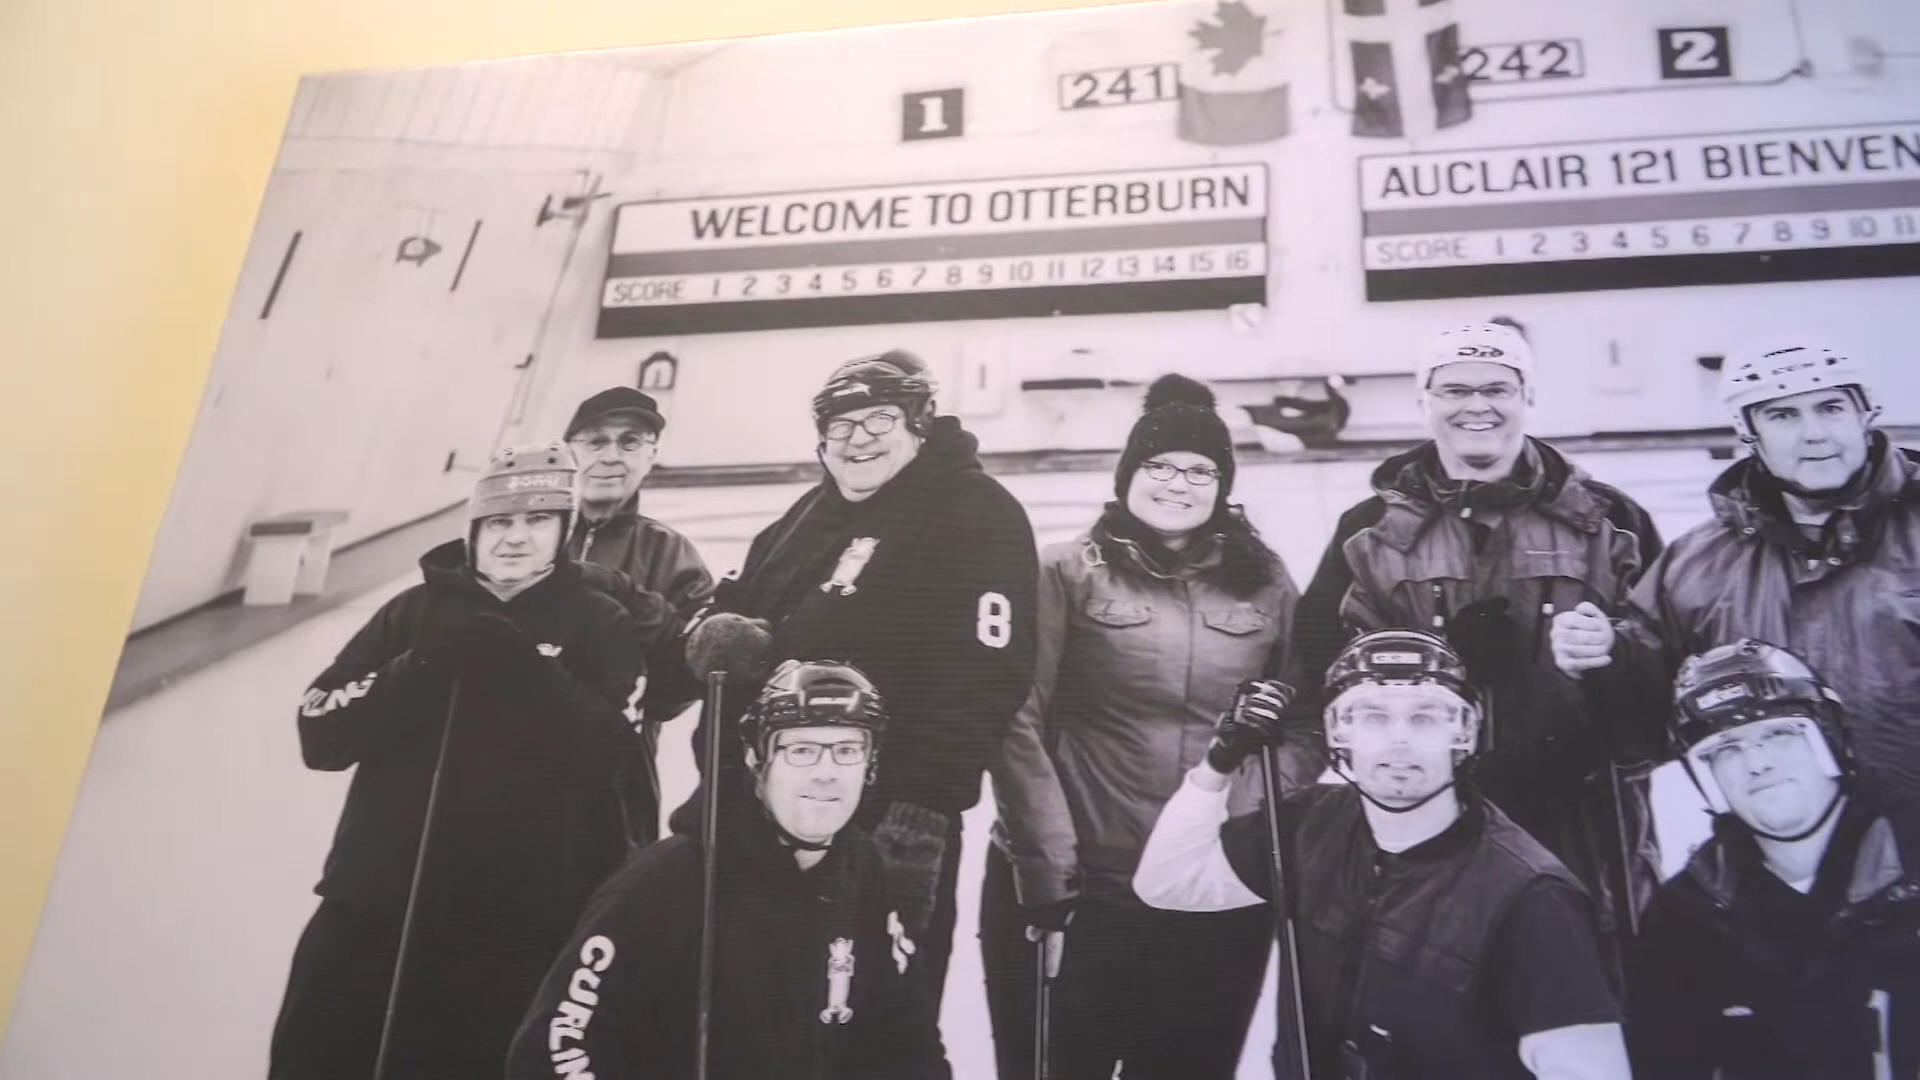 1
241
242
2
WELCOME TO OTTERBURN
AUCLAIR 121 BIENVEN
SCORE 1 2 3 4 5 6 7 8 9 10 11 12 13 14 15 16
SCORE 1 2 3 4 5 6 7 8 9 10 11
8
CURLIN